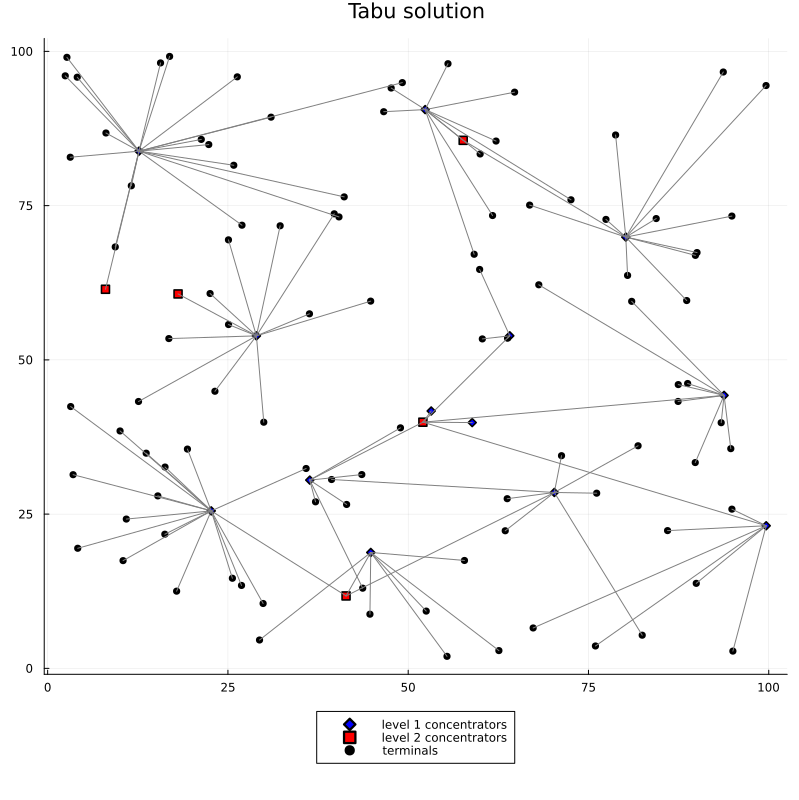 Tabu solution
100
75
50
25
0
0 25 50 75 100
level 1 concentrators
level 2 concentrators
terminals